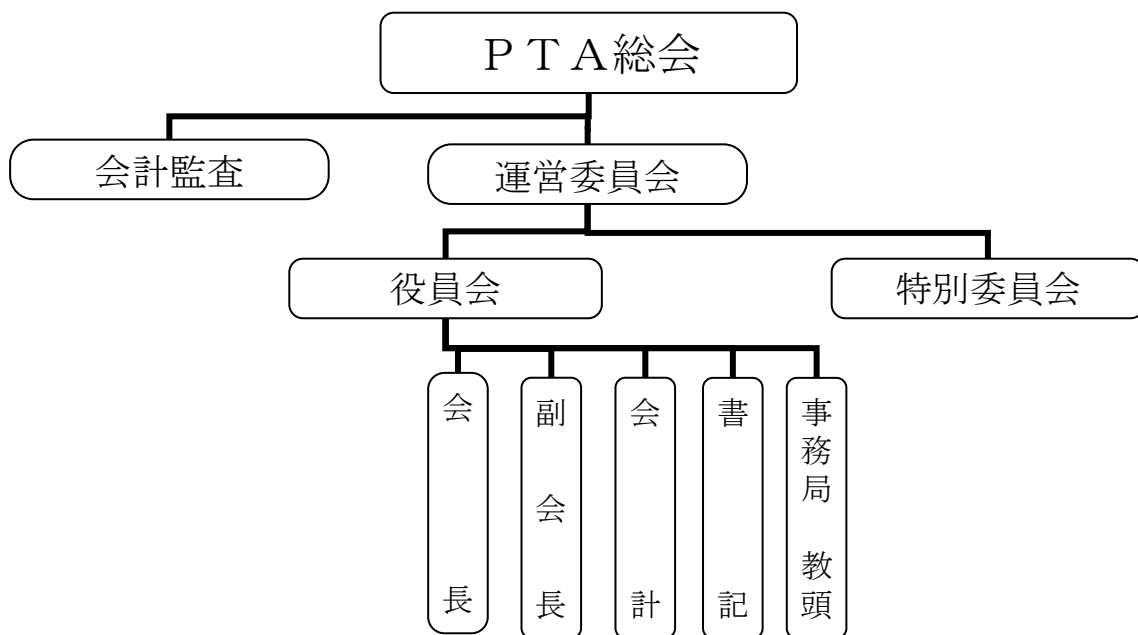 ＰＴＡ総会
会計監査
運営委員会
役員会
特別委員会
会長
副会長
会計
書記
事務局 教頭